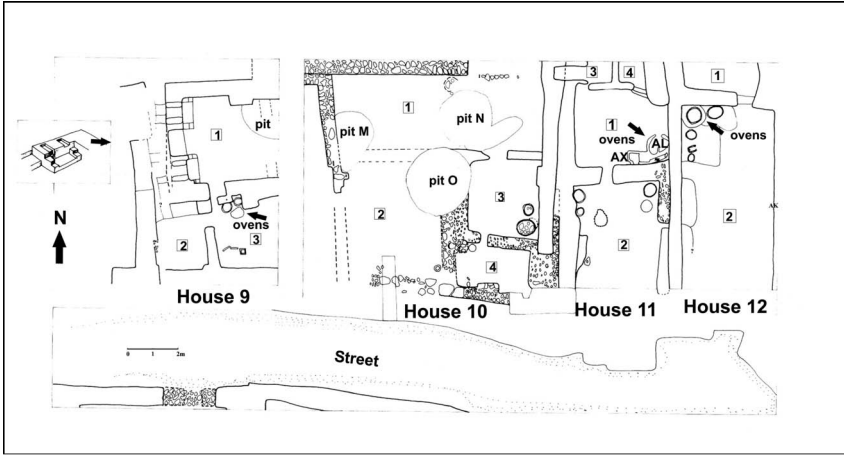 N
1
pit
ovens
2
3
House 9
1
pit M
pit N
pit O
2
3
4
House 10
3
4
1
ovens
AL
AX
2
House 11
1
ovens
2
AK
?
House 12
0 1 2m
Street